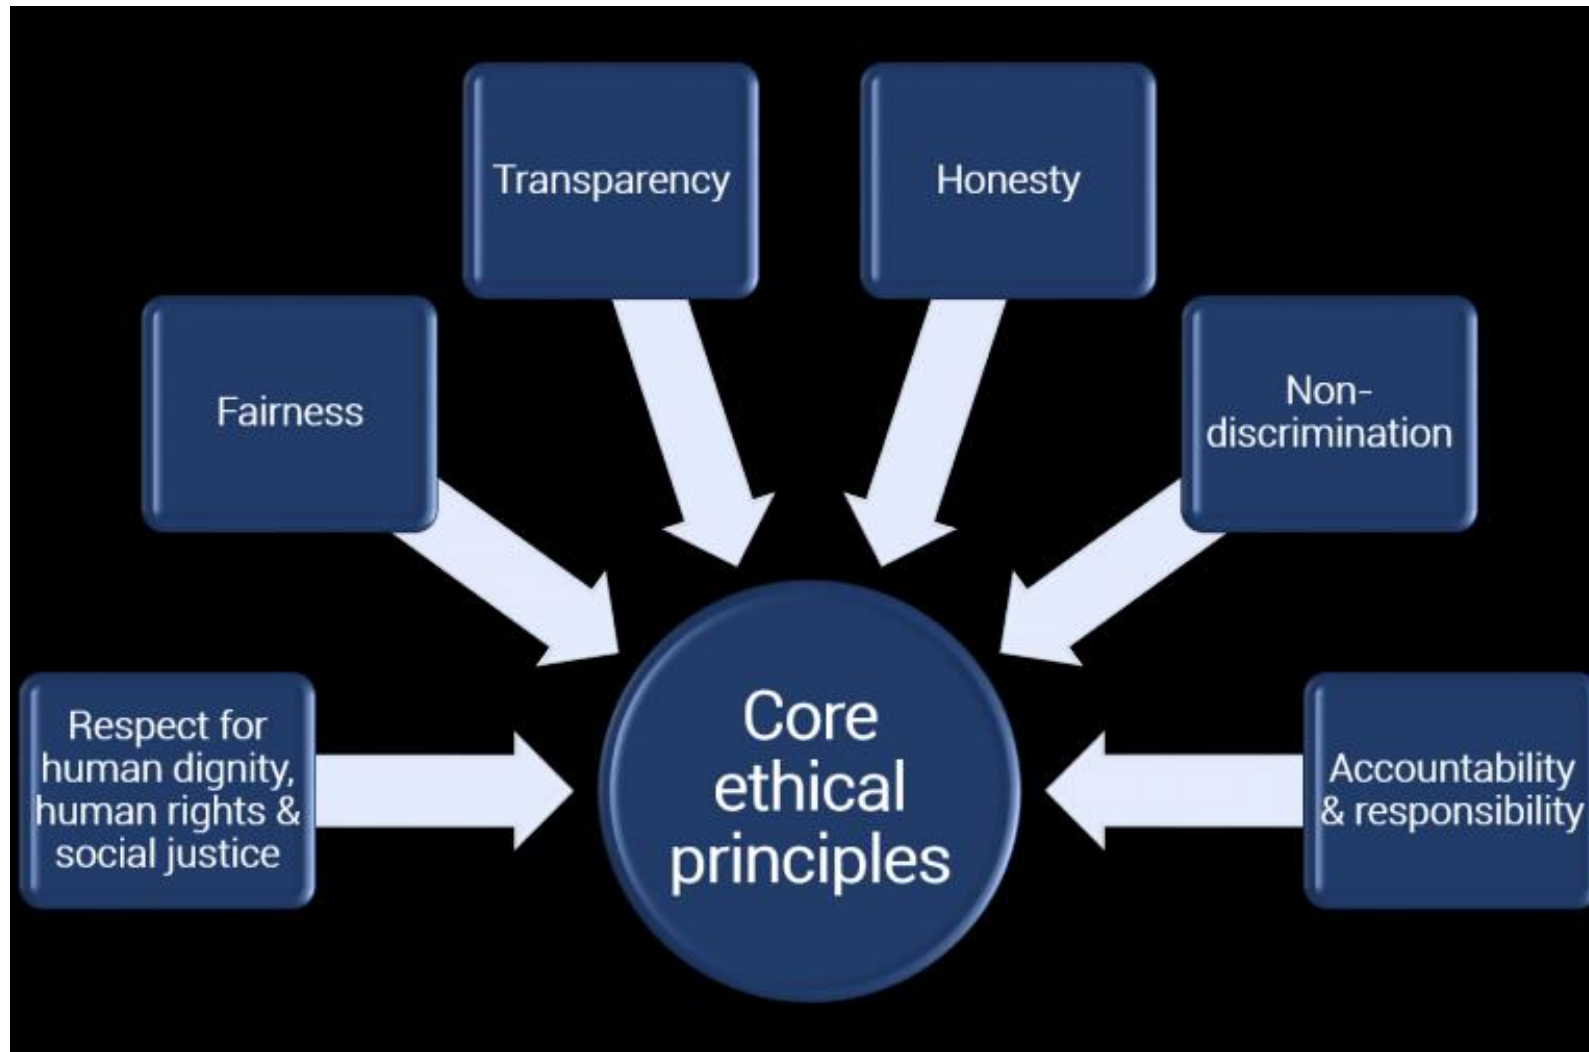 Transparency
Honesty
Fairness
Non-
discrimination
Respect for
human dignity,
human rights &
social justice
Core
ethical
principles
Accountability
& responsibility